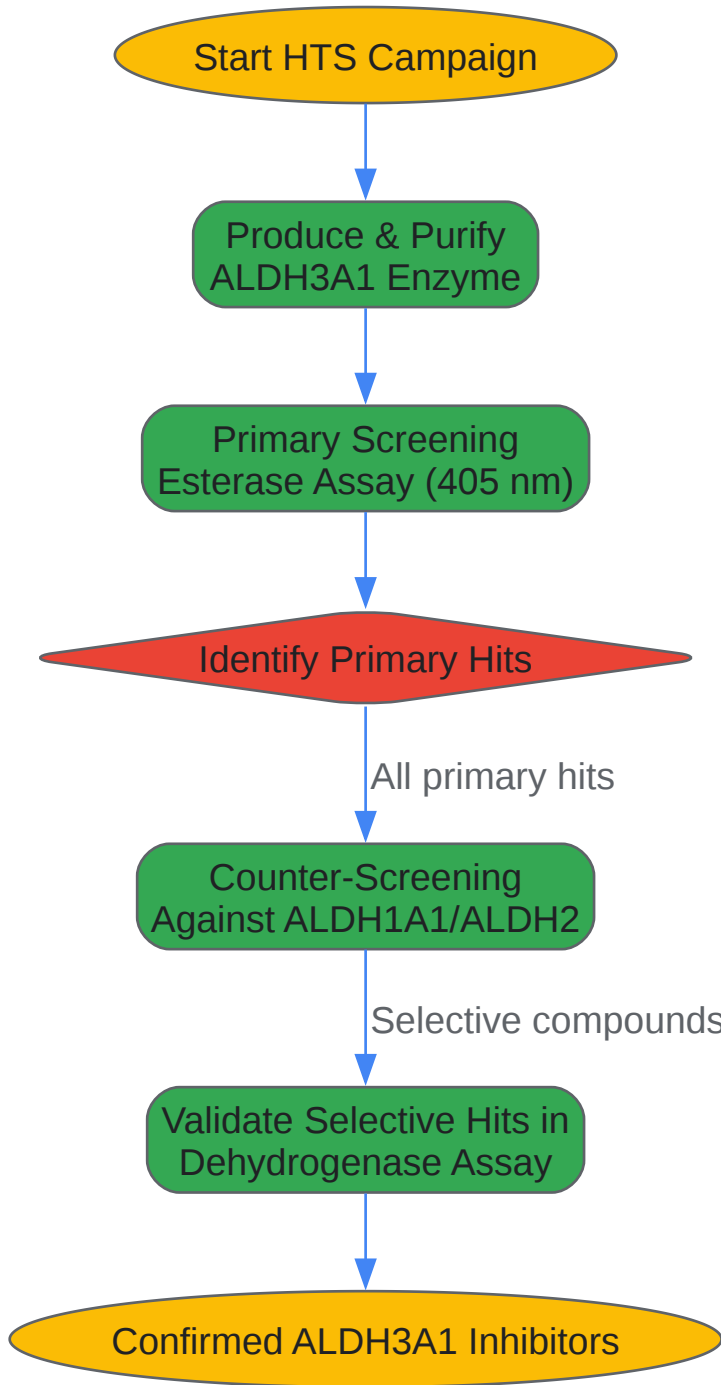 Start HTS Campaign
Produce & Purify
ALDH3A1 Enzyme
Primary Screening
Esterase Assay (405 nm)
Identify Primary Hits
All primary hits
Counter-Screening
Against ALDH1A1/ALDH2
Selective compounds
Validate Selective Hits in
Dehydrogenase Assay
Confirmed ALDH3A1 Inhibitors